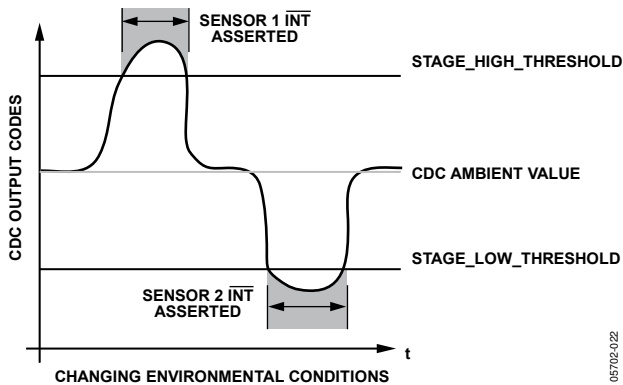 SENSOR 1 INT
ASSERTED
STAGE_HIGH_THRESHOLD
CDC OUTPUT CODES
CDC AMBIENT VALUE
STAGE_LOW_THRESHOLD
SENSOR 2 INT
ASSERTED
t
CHANGING ENVIRONMENTAL CONDITIONS
05702-022